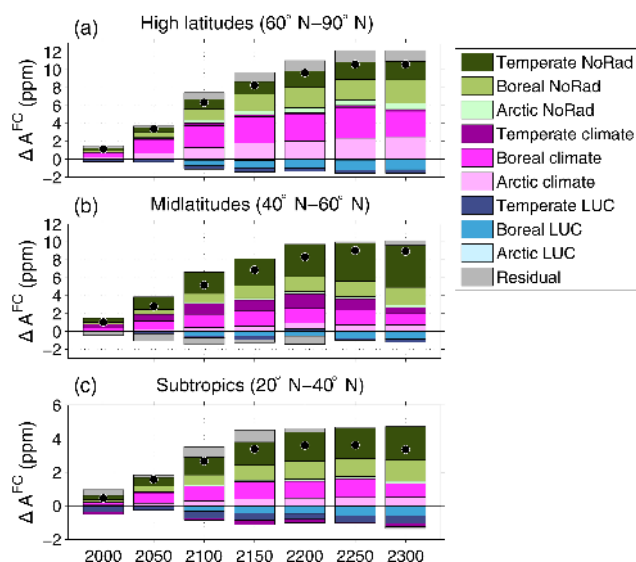 (a) High latitudes (60° N–90° N)
12
10
8
6
4
2
0
−2
Δ A^FC (ppm)
Temperate NoRad
Boreal NoRad
Arctic NoRad
Temperate climate
Boreal climate
Arctic climate
Temperate LUC
Boreal LUC
Arctic LUC
Residual
(b) Midlatitudes (40° N–60° N)
12
10
8
6
4
2
0
−2
Δ A^FC (ppm)
(c) Subtropics (20° N–40° N)
6
4
2
0
−2
Δ A^FC (ppm)
2000 2050 2100 2150 2200 2250 2300